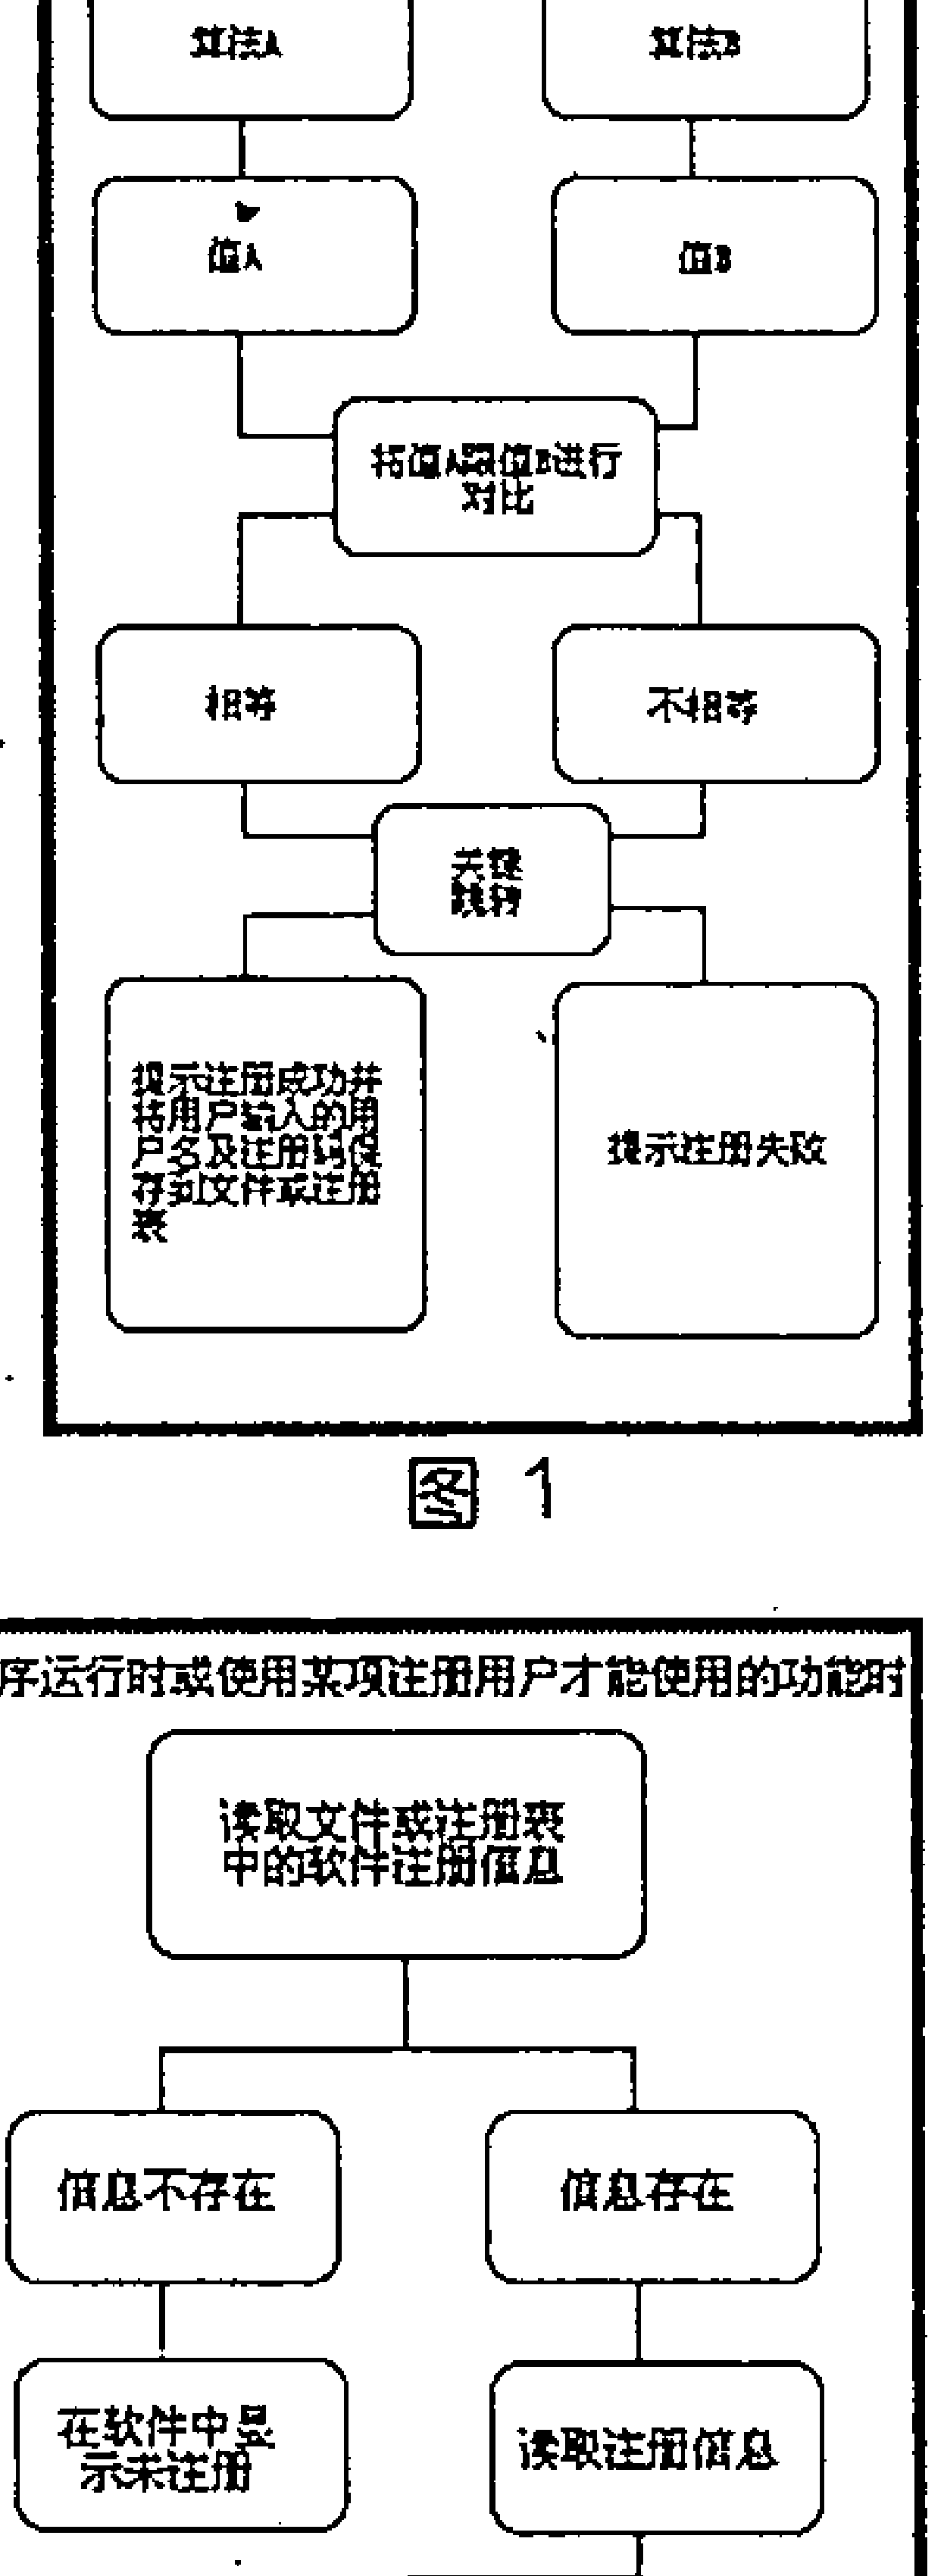 算法A
算法B
值A
值B
将值A跟值B进行
对比
相等
不相等
关键
跳转
提示注册成功并
将用户输入的用
户名及注册码保
存到文件或注册
表
提示注册失败
图 1
序运行时或使用某项注册用户才能使用的功能时
读取文件或注册表
中的软件注册信息
信息不存在
信息存在
在软件中显
示未注册
读取注册信息